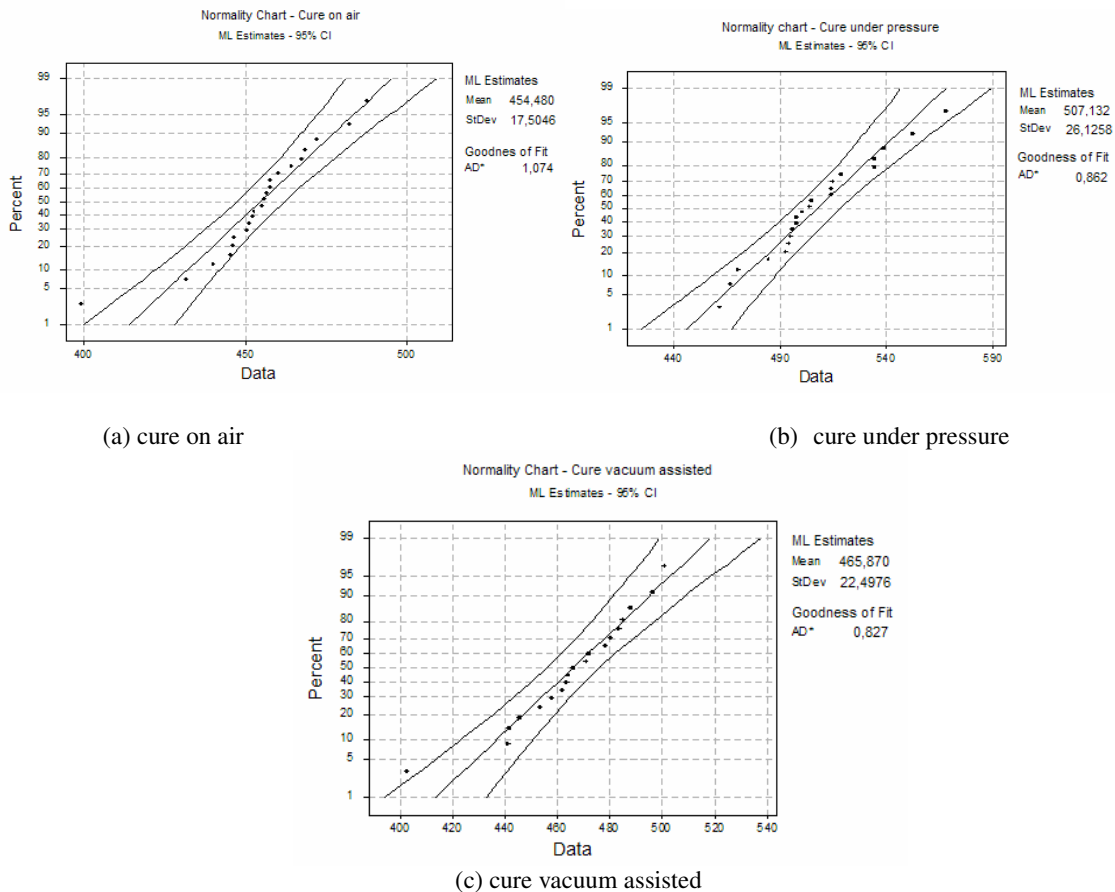 Normality Chart - Cure on air
ML Estimates - 95% CI
99
95
90
80
70
60
50
40
30
20
10
5
1
Percent
400 450 500
Data
ML Estimates
Mean 454,480
StDev 17,5046
Goodness of Fit
AD* 1,074
(a) cure on air
Normality chart - Cure under pressure
ML Estimates - 95% CI
99
95
90
80
70
60
50
40
30
20
10
5
1
Percent
440 490 540 590
Data
ML Estimates
Mean 507,132
StDev 26,1258
Goodness of Fit
AD* 0,862
(b) cure under pressure
Normality Chart - Cure vacuum assisted
ML Estimates - 95% CI
99
95
90
80
70
60
50
40
30
20
10
5
1
Percent
400 420 440 460 480 500 520 540
Data
ML Estimates
Mean 465,870
StDev 22,4976
Goodness of Fit
AD* 0,827
(c) cure vacuum assisted